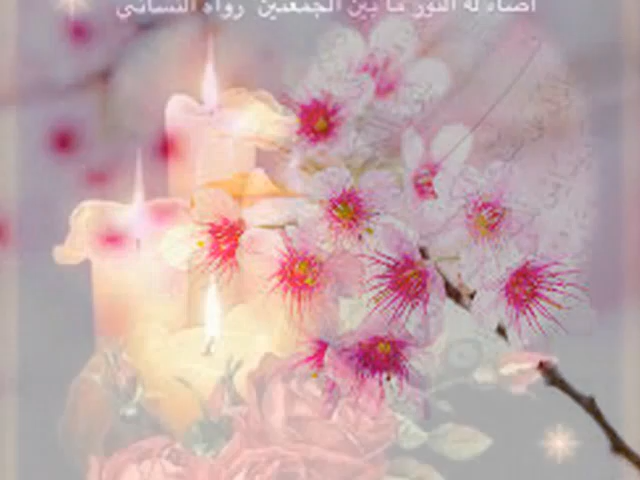 أضاء له النور ما بين الجمعتين رواه النسائي